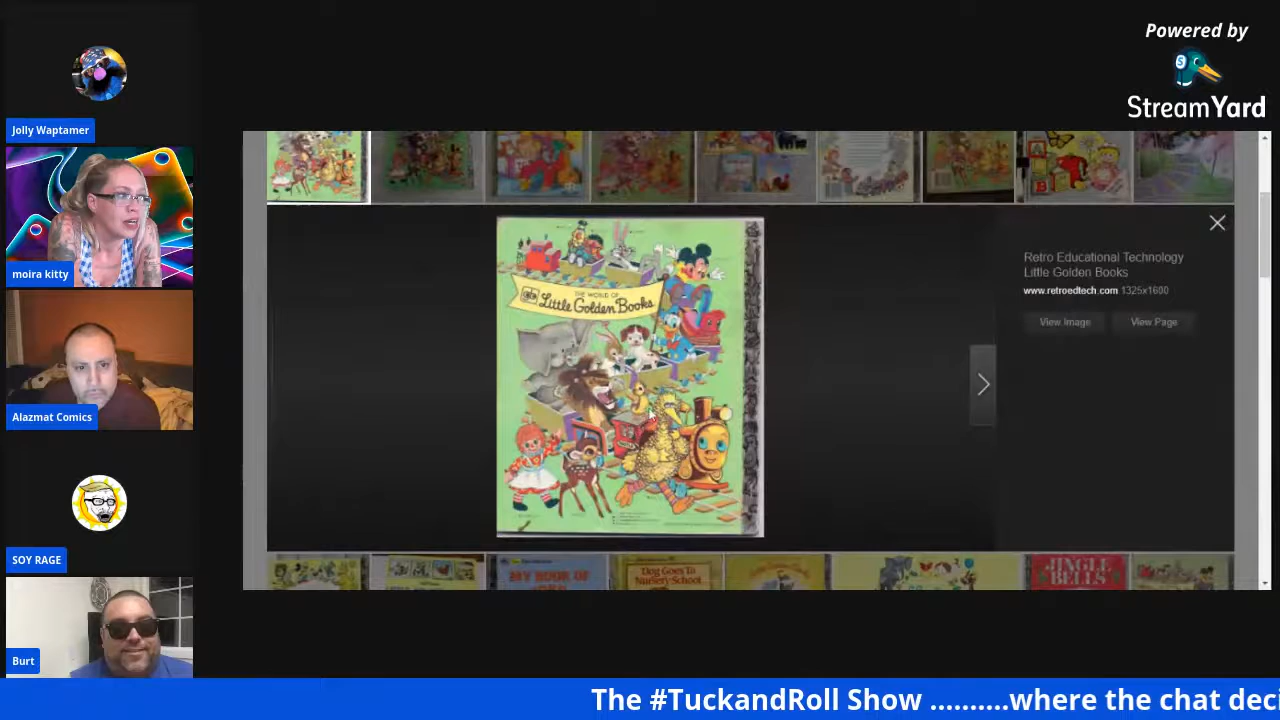 Powered by
StreamYard
Jolly Waptamer
moira kitty
Alazmat Comics
SOY RAGE
Burt
THE WORLD OF
Little Golden Books
Retro Educational Technology
Little Golden Books
www.retroedtech.com 1325x1600
View Image
View Page
MY BOOK OF
Dog Goes To
Nursery School
JINGLE
BELLS
The #TuckandRoll Show ..........where the chat deci